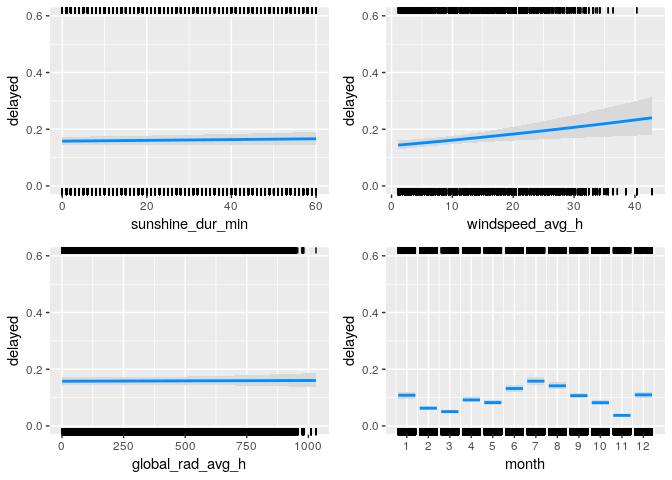 0.6
0.4
0.2
0.0
delayed
0 20 40 60
sunshine_dur_min
0.6
0.4
0.2
0.0
delayed
0 10 20 30 40
windspeed_avg_h
0.6
0.4
0.2
0.0
delayed
0 250 500 750 1000
global_rad_avg_h
0.6
0.4
0.2
0.0
delayed
1 2 3 4 5 6 7 8 9 10 11 12
month